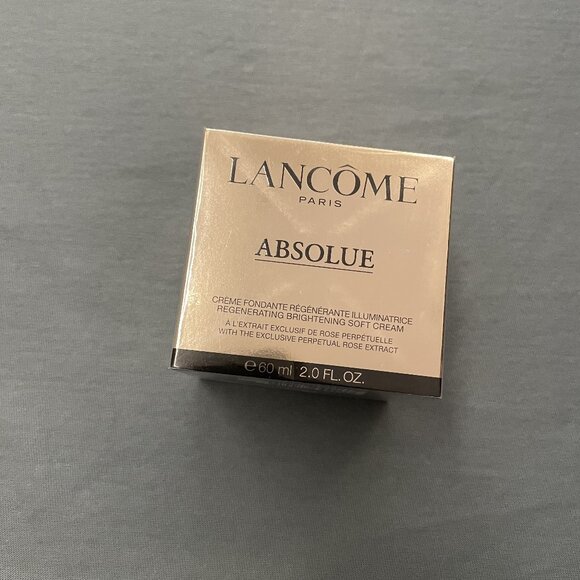 LANCÔME
PARIS
ABSOLUE
CRÈME FONDANTE RÉGÉNÉRANTE ILLUMINATRICE
REGENERATING BRIGHTENING SOFT CREAM
À L'EXTRAIT EXCLUSIF DE ROSE PERPÉTUELLE
WITH THE EXCLUSIVE PERPETUAL ROSE EXTRACT
℮ 60 ml 2.0 FL. OZ.